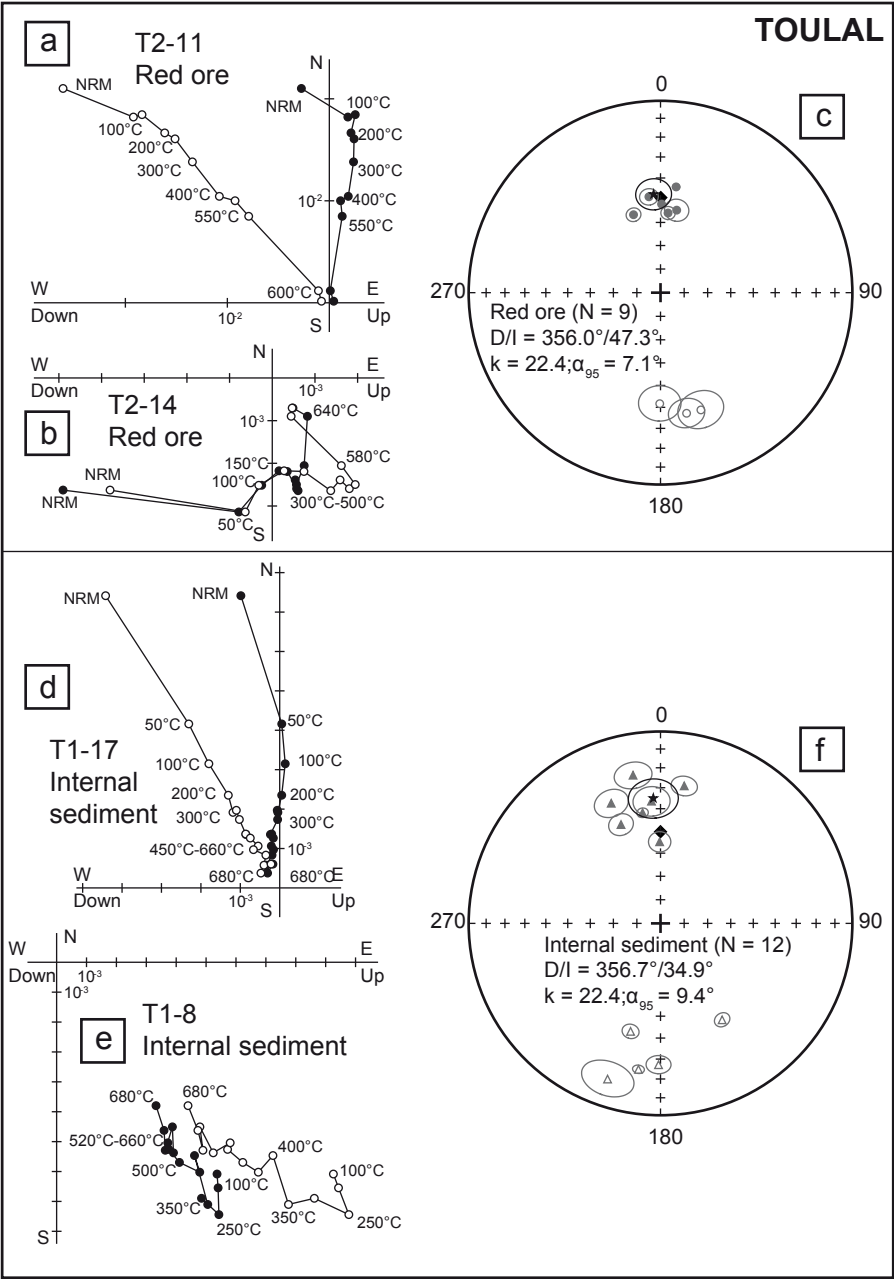 TOULAL
a
T2-11
Red ore
N
NRM
NRM
100°C
100°C
200°C
200°C
300°C
300°C
400°C
10-²
400°C
550°C
550°C
W
600°C
E
Down
10-²
S
Up
b
T2-14
Red ore
N
W
E
Down
10-³
Up
10-³
640°C
150°C
580°C
NRM
100°C
NRM
300°C-500°C
50°C
S
c
0
270
90
Red ore (N = 9)
D/I = 356.0°/47.3°
k = 22.4;α95 = 7.1°
180
d
T1-17
Internal
sediment
N
NRM
NRM
50°C
50°C
100°C
100°C
200°C
200°C
300°C
300°C
450°C-660°C
10-³
W
680°C
680°C
E
Down
10-³
S
Up
e
T1-8
Internal sediment
N
W
E
Down
10-³
Up
10-³
680°C
680°C
520°C-660°C
400°C
500°C
100°C
100°C
350°C
350°C
250°C
250°C
S
f
0
270
90
Internal sediment (N = 12)
D/I = 356.7°/34.9°
k = 22.4;α95 = 9.4°
180